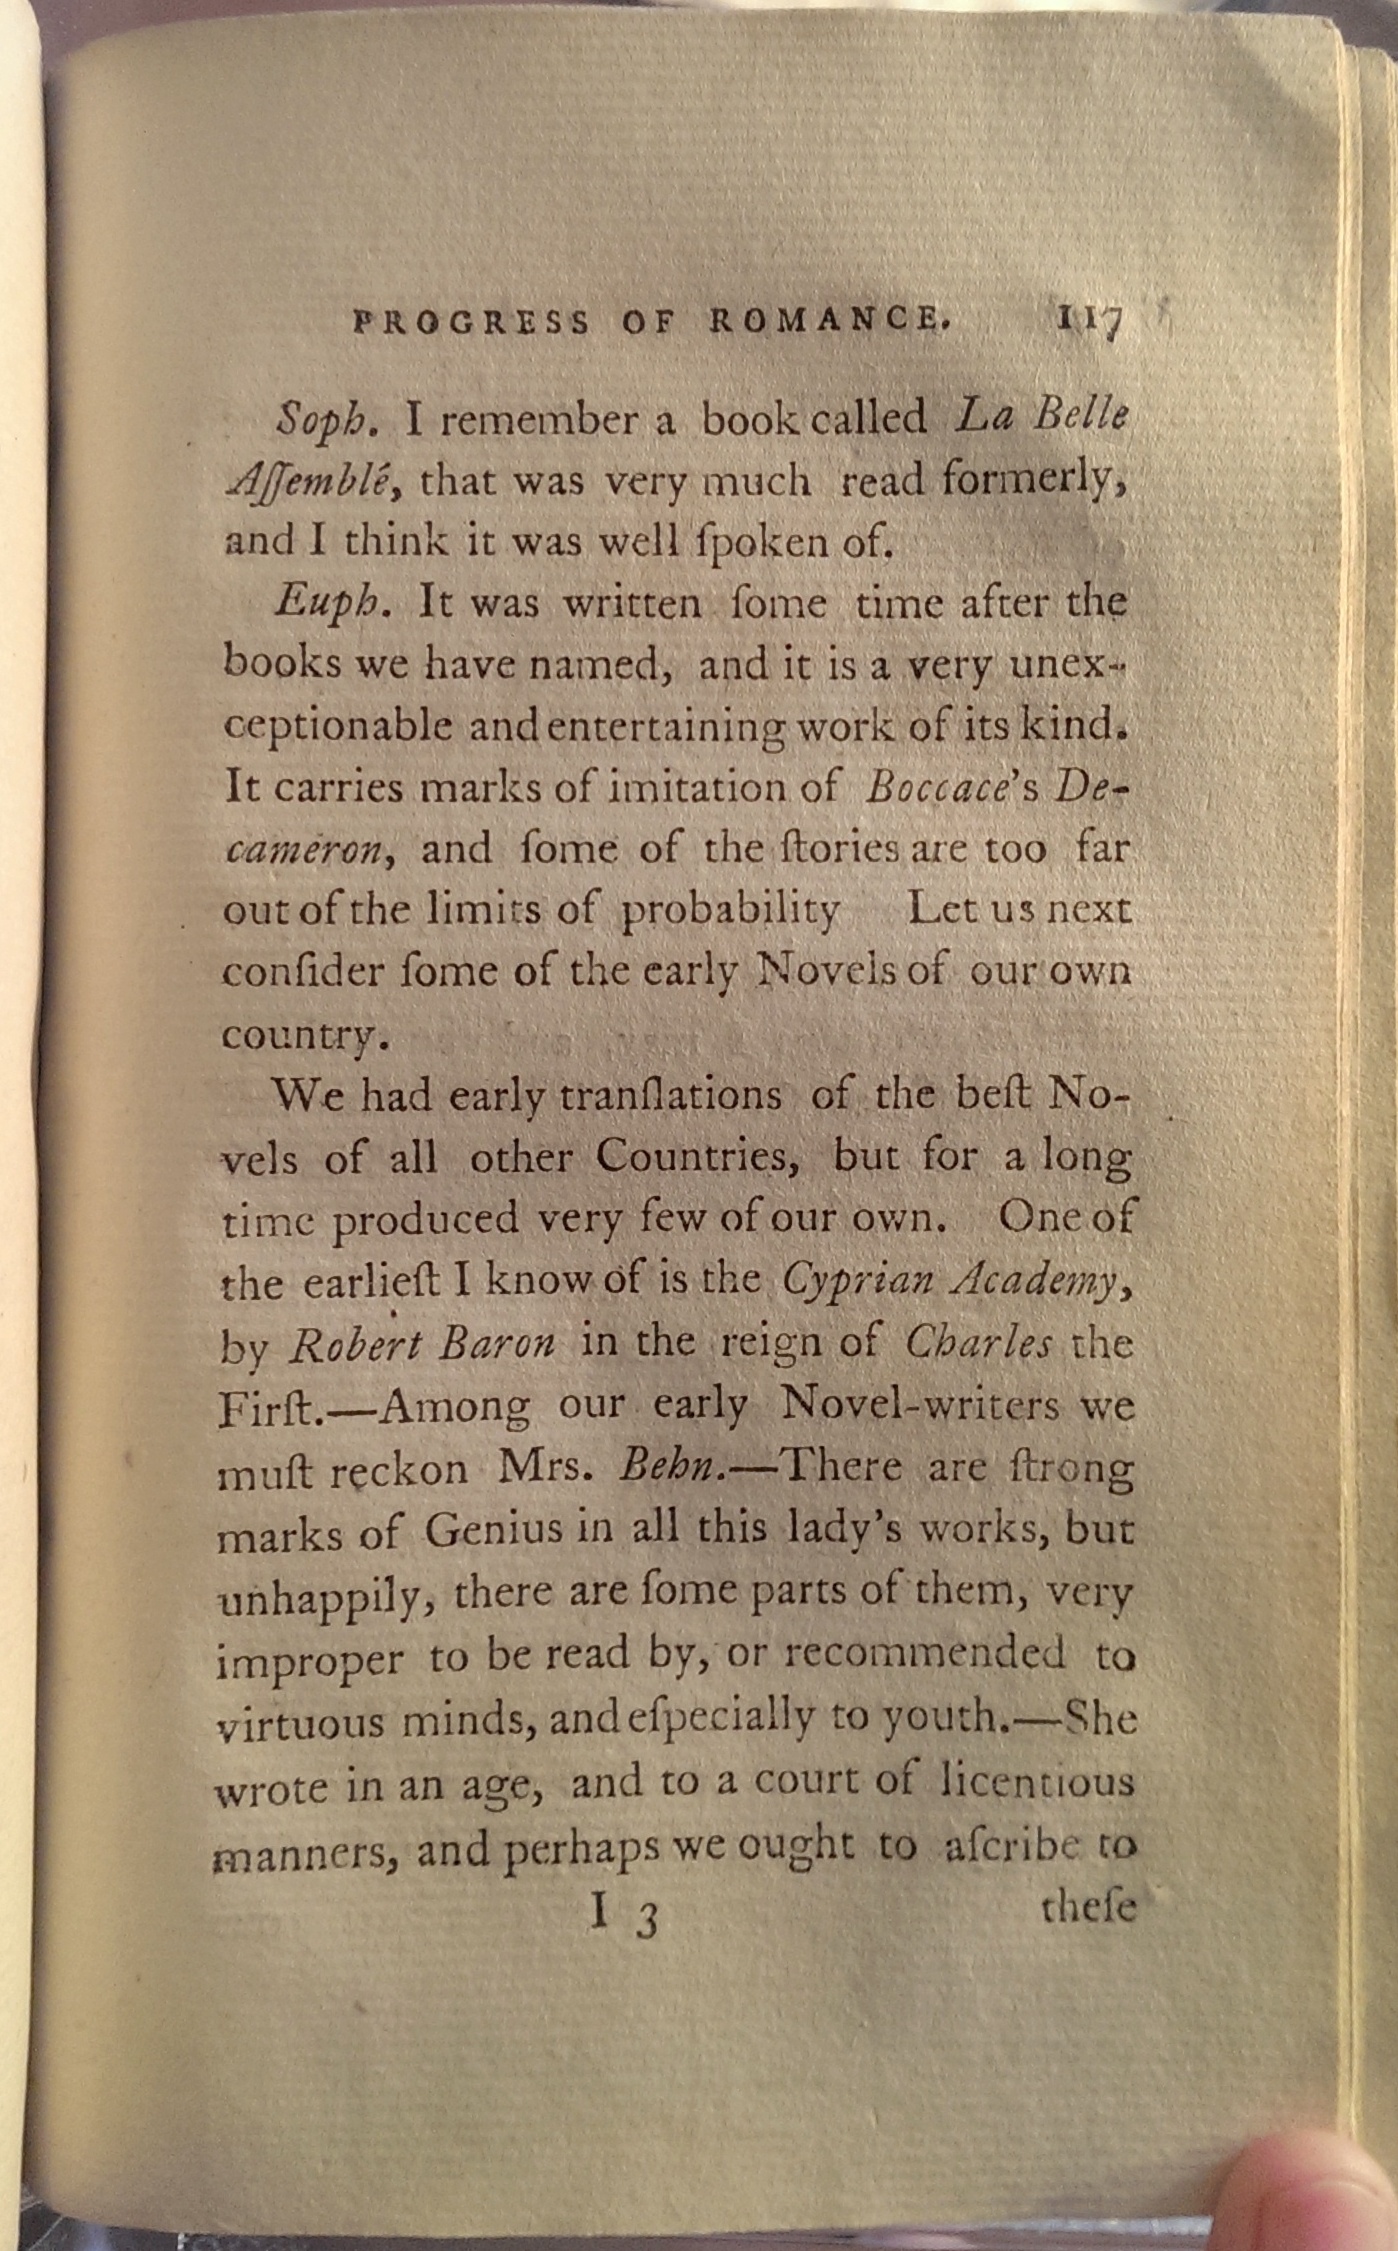 PROGRESS OF ROMANCE. 117
Soph. I remember a book called La Belle
Aſſemblé, that was very much read formerly,
and I think it was well ſpoken of.
Euph. It was written ſome time after the
books we have named, and it is a very unex-
ceptionable and entertaining work of its kind.
It carries marks of imitation of Boccace's De-
cameron, and ſome of the ſtories are too far
out of the limits of probability Let us next
conſider ſome of the early Novels of our own
country.
We had early tranſlations of the beſt No-
vels of all other Countries, but for a long
time produced very few of our own. One of
the earlieſt I know of is the Cyprian Academy,
by Robert Baron in the reign of Charles the
Firſt.—Among our early Novel-writers we
muſt reckon Mrs. Behn.—There are ſtrong
marks of Genius in all this lady's works, but
unhappily, there are ſome parts of them, very
improper to be read by, or recommended to
virtuous minds, and eſpecially to youth.—She
wrote in an age, and to a court of licentious
manners, and perhaps we ought to aſcribe to
I 3 theſe